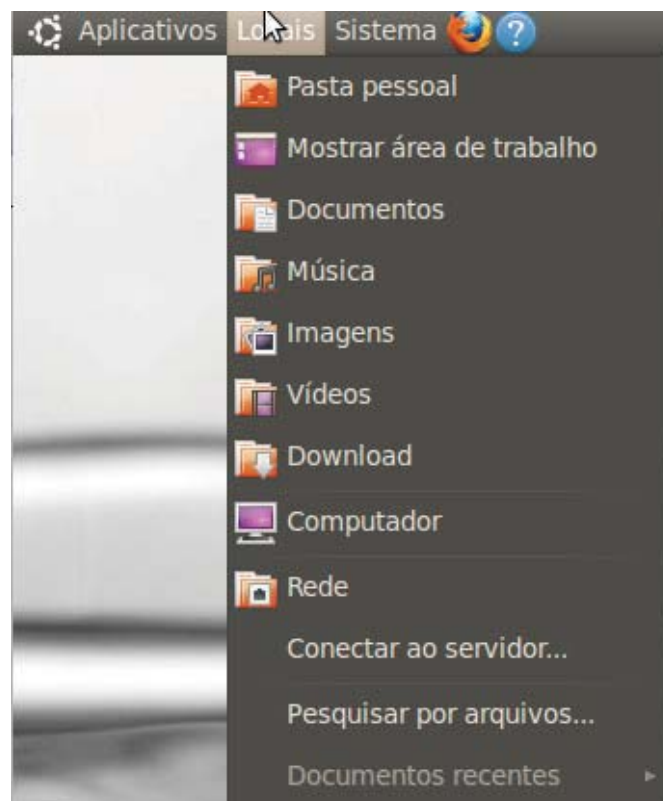 Aplicativos Locais Sistema ?
Pasta pessoal
Mostrar área de trabalho
Documentos
Música
Imagens
Vídeos
Download
Computador
Rede
Conectar ao servidor...
Pesquisar por arquivos...
Documentos recentes